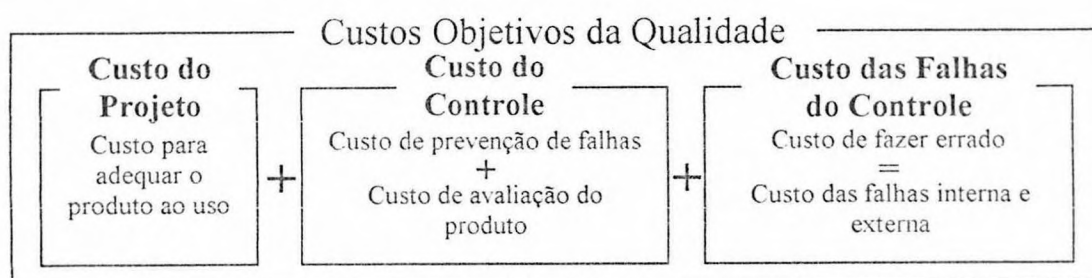 Custos Objetivos da Qualidade
Custo do
Projeto
Custo para
adequar o
produto ao uso
+
Custo do
Controle
Custo de prevenção de falhas
+
Custo de avaliação do
produto
+
Custo das Falhas
do Controle
Custo de fazer errado
=
Custo das falhas interna e
externa